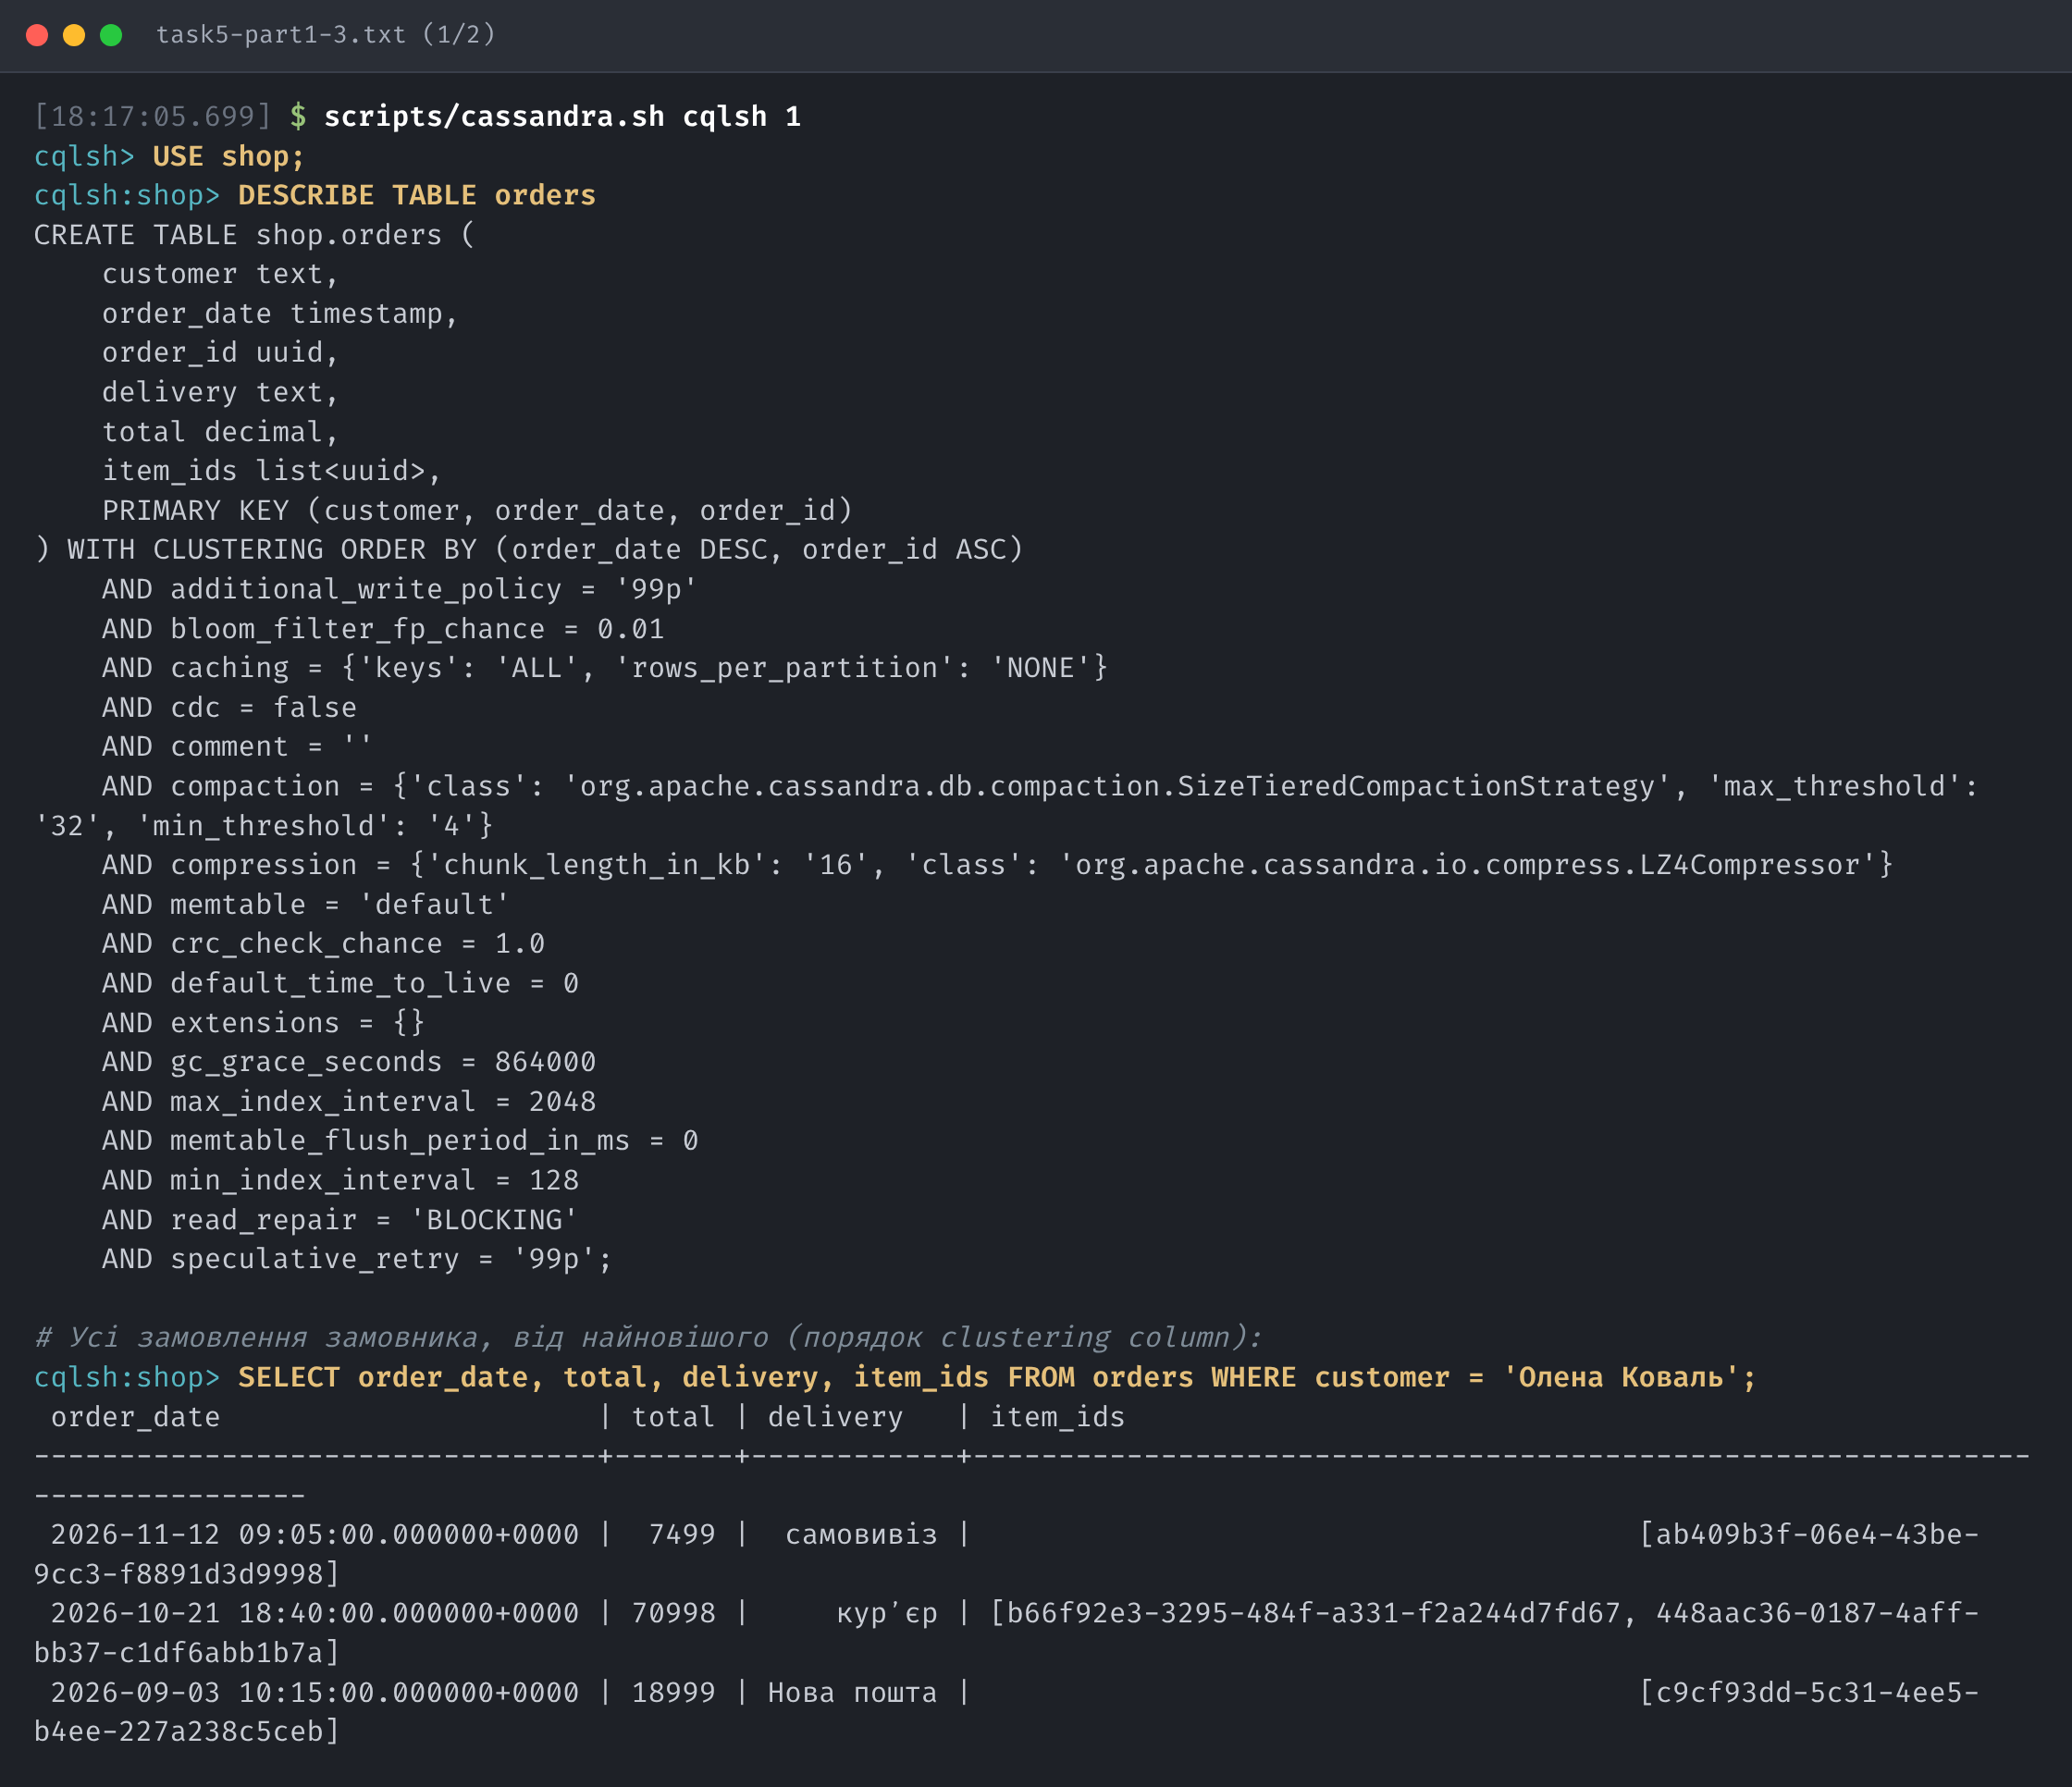 task5-part1-3.txt (1/2)
[18:17:05.699] $ scripts/cassandra.sh cqlsh 1
cqlsh> USE shop;
cqlsh:shop> DESCRIBE TABLE orders
CREATE TABLE shop.orders (
    customer text,
    order_date timestamp,
    order_id uuid,
    delivery text,
    total decimal,
    item_ids list<uuid>,
    PRIMARY KEY (customer, order_date, order_id)
) WITH CLUSTERING ORDER BY (order_date DESC, order_id ASC)
    AND additional_write_policy = '99p'
    AND bloom_filter_fp_chance = 0.01
    AND caching = {'keys': 'ALL', 'rows_per_partition': 'NONE'}
    AND cdc = false
    AND comment = ''
    AND compaction = {'class': 'org.apache.cassandra.db.compaction.SizeTieredCompactionStrategy', 'max_threshold':
'32', 'min_threshold': '4'}
    AND compression = {'chunk_length_in_kb': '16', 'class': 'org.apache.cassandra.io.compress.LZ4Compressor'}
    AND memtable = 'default'
    AND crc_check_chance = 1.0
    AND default_time_to_live = 0
    AND extensions = {}
    AND gc_grace_seconds = 864000
    AND max_index_interval = 2048
    AND memtable_flush_period_in_ms = 0
    AND min_index_interval = 128
    AND read_repair = 'BLOCKING'
    AND speculative_retry = '99p';
# Усі замовлення замовника, від найновішого (порядок clustering column):
cqlsh:shop> SELECT order_date, total, delivery, item_ids FROM orders WHERE customer = 'Олена Коваль';
 order_date                      | total | delivery   | item_ids
---------------------------------+-------+------------+--------------------------------------------------------------
----------------
 2026-11-12 09:05:00.000000+0000 |  7499 |  самовивіз |                                       [ab409b3f-06e4-43be-
9cc3-f8891d3d9998]
 2026-10-21 18:40:00.000000+0000 | 70998 |     курʼєр | [b66f92e3-3295-484f-a331-f2a244d7fd67, 448aac36-0187-4aff-
bb37-c1df6abb1b7a]
 2026-09-03 10:15:00.000000+0000 | 18999 | Нова пошта |                                       [c9cf93dd-5c31-4ee5-
b4ee-227a238c5ceb]